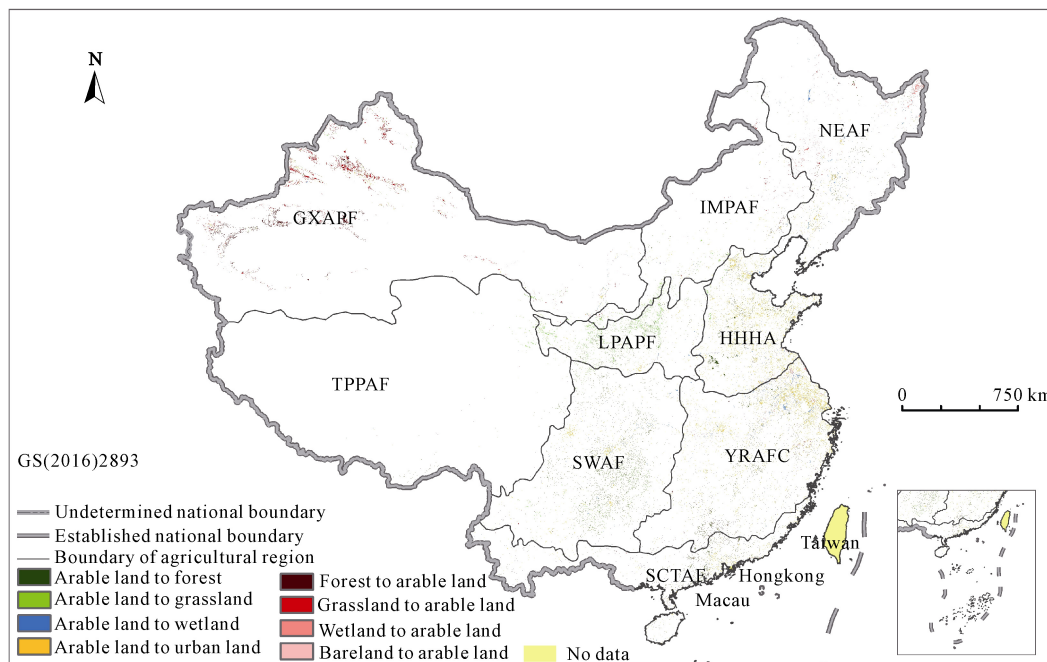 N
NEAF
IMPAF
GXAPF
LPAPF
HHHA
TPPAF
0 750 km
SWAF
YRAFC
GS(2016)2893
Undetermined national boundary
Established national boundary
Boundary of agricultural region
Taiwan
SCTAF
Hongkong
Macau
Arable land to forest
Arable land to grassland
Arable land to wetland
Arable land to urban land
Forest to arable land
Grassland to arable land
Wetland to arable land
Bareland to arable land
No data